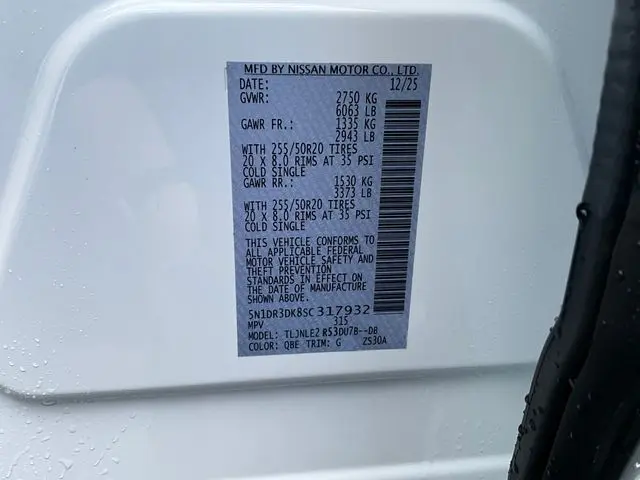 MFD BY NISSAN MOTOR CO., LTD.
DATE: 12/25
GVWR: 2750 KG
6063 LB
GAWR FR.: 1335 KG
2943 LB
WITH 255/50R20 TIRES
20 X 8.0 RIMS AT 35 PSI
COLD SINGLE
GAWR RR.: 1530 KG
3373 LB
WITH 255/50R20 TIRES
20 X 8.0 RIMS AT 35 PSI
COLD SINGLE
THIS VEHICLE CONFORMS TO
ALL APPLICABLE FEDERAL
MOTOR VEHICLE SAFETY AND
THEFT PREVENTION
STANDARDS IN EFFECT ON
THE DATE OF MANUFACTURE
SHOWN ABOVE.
5N1DR3DK8SC317932
MPV 315
MODEL: TLJNLE2 R53DU7B--DB
COLOR: QBE TRIM: G ZS30A